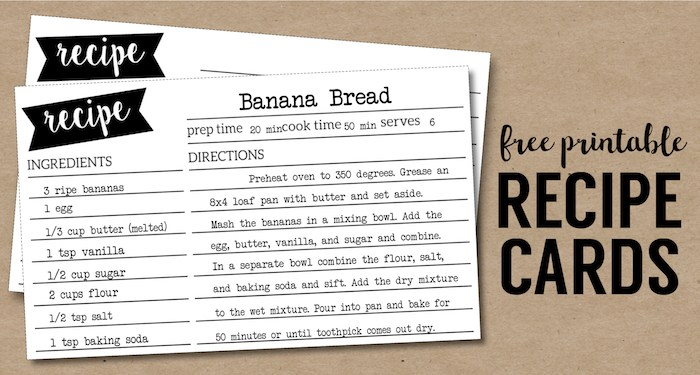 recipe
recipe
Banana Bread
prep time 20 min cook time 50 min serves 6
INGREDIENTS
3 ripe bananas
1 egg
1/3 cup butter (melted)
1 tsp vanilla
1/2 cup sugar
2 cups flour
1/2 tsp salt
1 tsp baking soda
DIRECTIONS
Preheat oven to 350 degrees. Grease an
8x4 loaf pan with butter and set aside.
Mash the bananas in a mixing bowl. Add the
egg, butter, vanilla, and sugar and combine.
In a separate bowl combine the flour, salt,
and baking soda and sift. Add the dry mixture
to the wet mixture. Pour into pan and bake for
50 minutes or until toothpick comes out dry.
free printable
RECIPE
CARDS